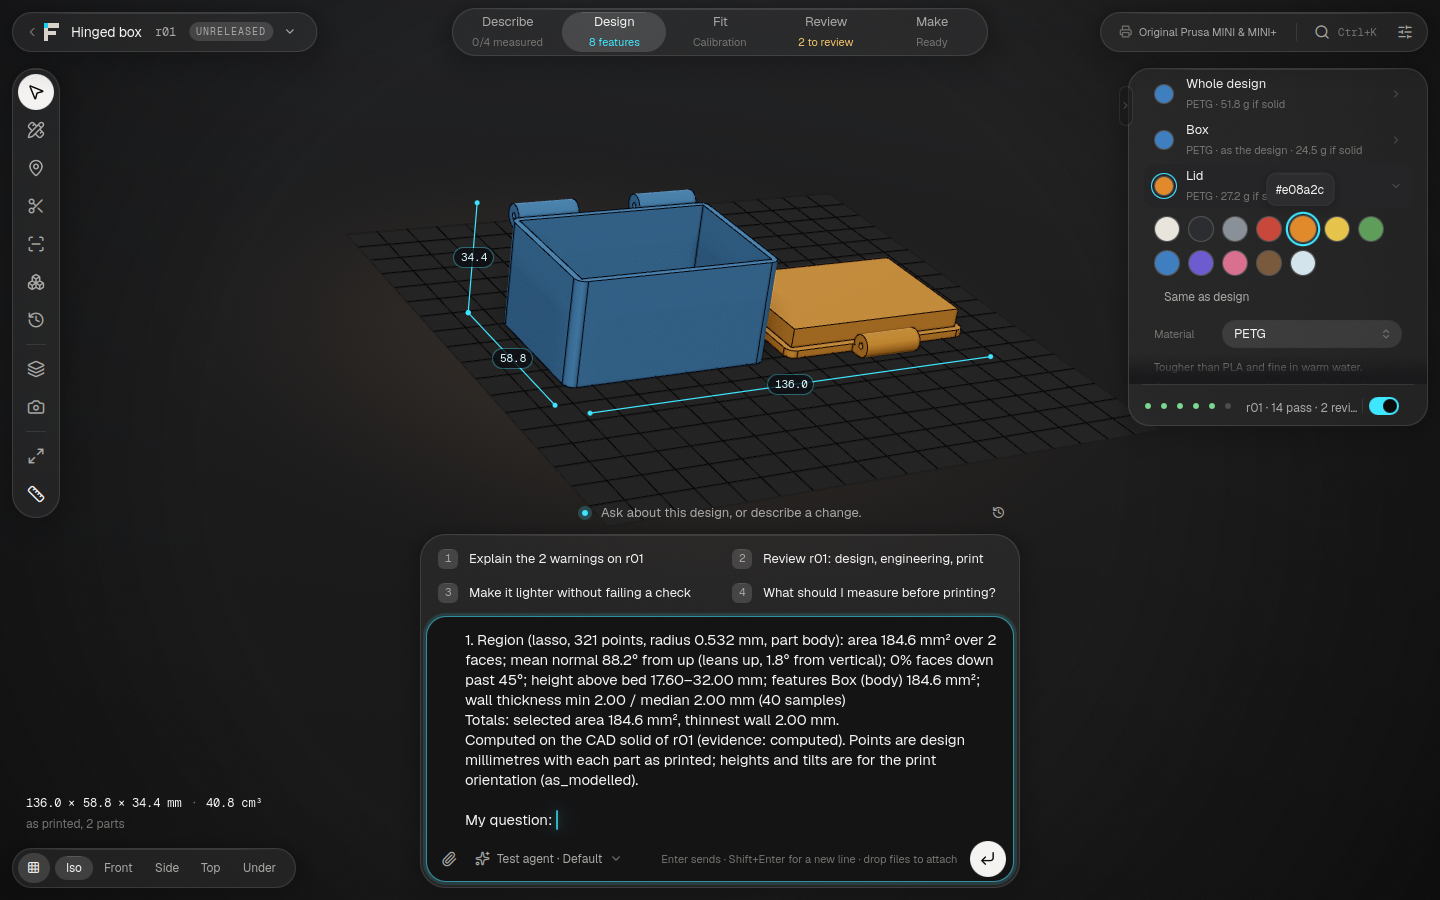 Hinged box r01 UNRELEASED
Describe
0/4 measured
Design
8 features
Fit
Calibration
Review
2 to review
Make
Ready
Original Prusa MINI & MINI+
Ctrl+K
Whole design
PETG · 51.8 g if solid
Box
PETG · as the design · 24.5 g if solid
Lid
PETG · 27.2 g if s
#e08a2c
Same as design
Material PETG
Tougher than PLA and fine in warm water.
r01 · 14 pass · 2 revi...
34.4
58.8
136.0
Ask about this design, or describe a change.
1 Explain the 2 warnings on r01
2 Review r01: design, engineering, print
3 Make it lighter without failing a check
4 What should I measure before printing?
1. Region (lasso, 321 points, radius 0.532 mm, part body): area 184.6 mm² over 2
faces; mean normal 88.2° from up (leans up, 1.8° from vertical); 0% faces down
past 45°; height above bed 17.60–32.00 mm; features Box (body) 184.6 mm²;
wall thickness min 2.00 / median 2.00 mm (40 samples)
Totals: selected area 184.6 mm², thinnest wall 2.00 mm.
Computed on the CAD solid of r01 (evidence: computed). Points are design
millimetres with each part as printed; heights and tilts are for the print
orientation (as_modelled).
My question:
Test agent · Default
Enter sends · Shift+Enter for a new line · drop files to attach
136.0 × 58.8 × 34.4 mm · 40.8 cm³
as printed, 2 parts
Iso Front Side Top Under